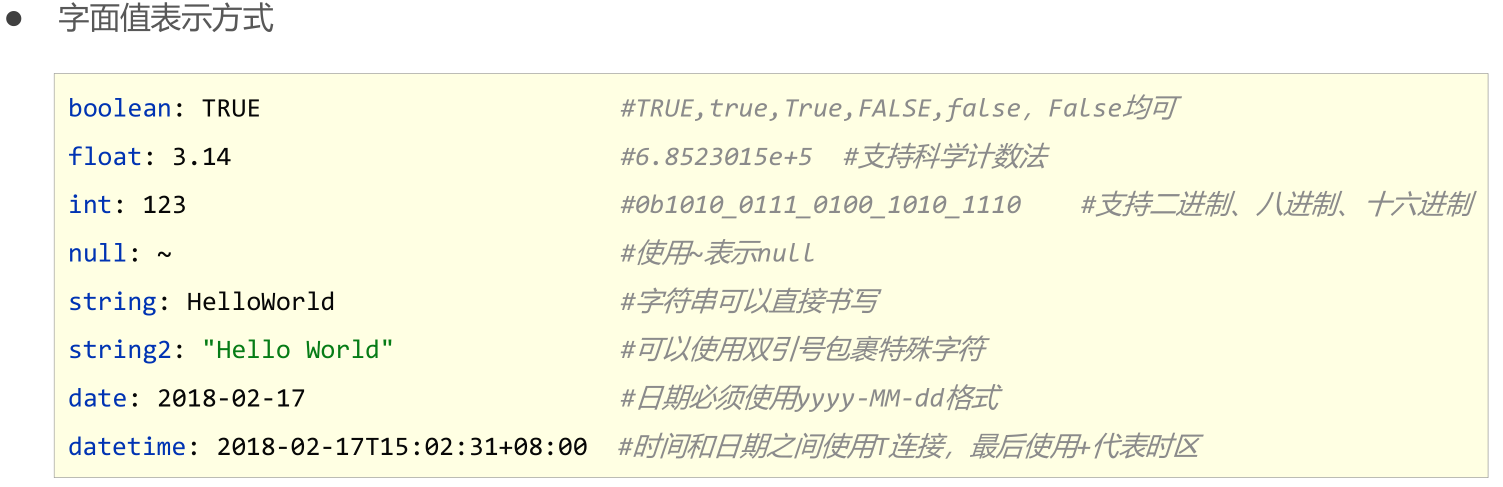 ● 字面值表示方式
boolean: TRUE #TRUE,true,True,FALSE,false, False均可
float: 3.14 #6.8523015e+5 #支持科学计数法
int: 123 #0b1010_0111_0100_1010_1110 #支持二进制、八进制、十六进制
null: ~ #使用~表示null
string: HelloWorld #字符串可以直接书写
string2: "Hello World" #可以使用双引号包裹特殊字符
date: 2018-02-17 #日期必须使用yyyy-MM-dd格式
datetime: 2018-02-17T15:02:31+08:00 #时间和日期之间使用T连接，最后使用+代表时区